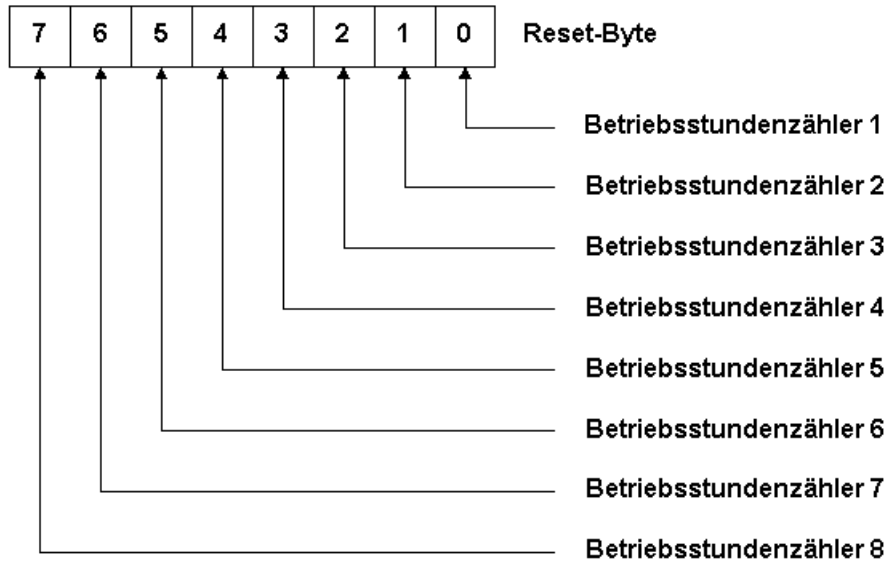 7 6 5 4 3 2 1 0 Reset-Byte
Betriebsstundenzähler 1
Betriebsstundenzähler 2
Betriebsstundenzähler 3
Betriebsstundenzähler 4
Betriebsstundenzähler 5
Betriebsstundenzähler 6
Betriebsstundenzähler 7
Betriebsstundenzähler 8